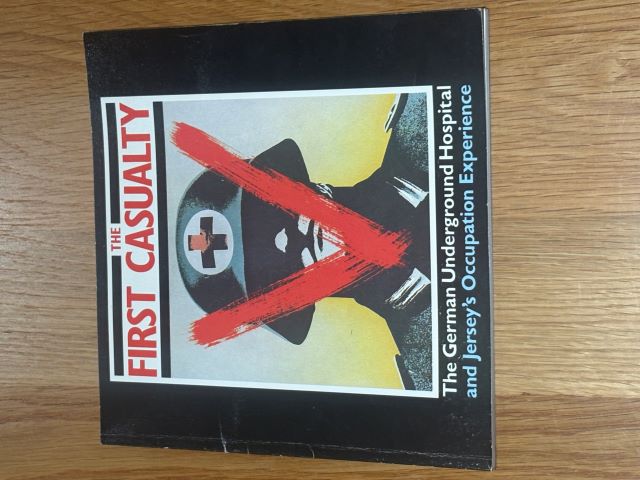 THE
FIRST CASUALTY
The German Underground Hospital
and Jersey's Occupation Experience